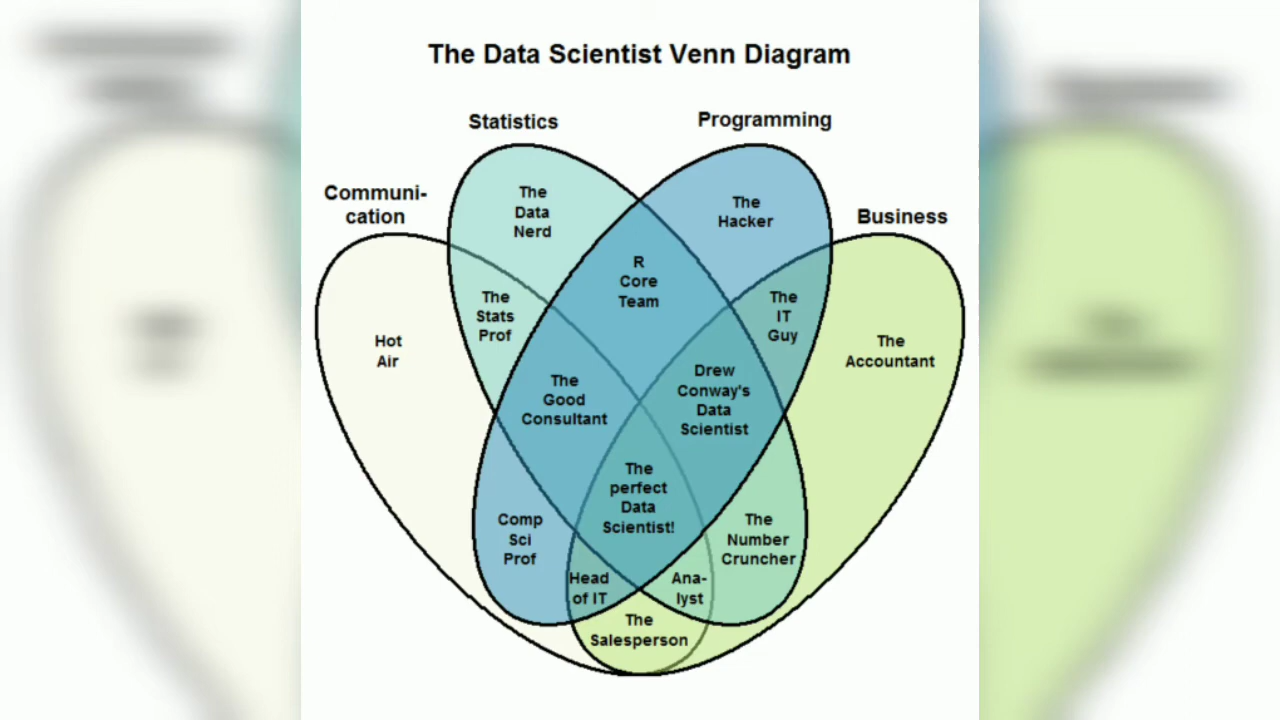 The Data Scientist Venn Diagram
Statistics
Programming
Communi-
cation
Business
The
Data
Nerd
The
Hacker
R
Core
Team
The
Stats
Prof
The
IT
Guy
Hot
Air
The
Accountant
The
Good
Consultant
Drew
Conway's
Data
Scientist
The
perfect
Data
Scientist!
Comp
Sci
Prof
The
Number
Cruncher
Head
of IT
Ana-
lyst
The
Salesperson